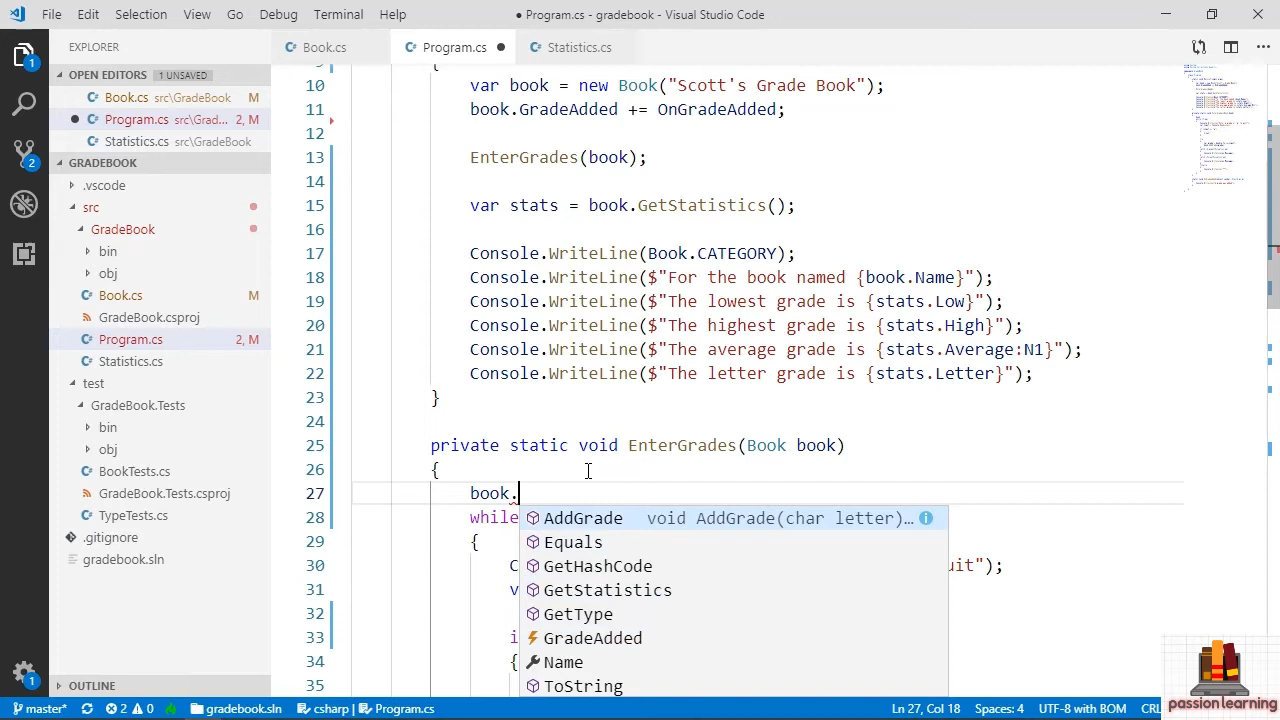 File Edit Selection View Go Debug Terminal Help
● Program.cs - gradebook - Visual Studio Code
EXPLORER
Book.cs
Program.cs
Statistics.cs
OPEN EDITORS 1 UNSAVED
Book.cs src\GradeBook M
Program.cs src\Grad... 2, M
Statistics.cs src\GradeBook
GRADEBOOK
.vscode
src
GradeBook
bin
obj
Book.cs M
GradeBook.csproj
Program.cs 2, M
Statistics.cs
test
GradeBook.Tests
bin
obj
BookTests.cs
GradeBook.Tests.csproj
TypeTests.cs
.gitignore
gradebook.sln
OUTLINE
1
2
1
9 {
10 var book = new Book("Scott's Grade Book");
11 book.GradeAdded += OnGradeAdded;
12
13 EnterGrades(book);
14
15 var stats = book.GetStatistics();
16
17 Console.WriteLine(Book.CATEGORY);
18 Console.WriteLine($"For the book named {book.Name}");
19 Console.WriteLine($"The lowest grade is {stats.Low}");
20 Console.WriteLine($"The highest grade is {stats.High}");
21 Console.WriteLine($"The average grade is {stats.Average:N1}");
22 Console.WriteLine($"The letter grade is {stats.Letter}");
23 }
24
25 private static void EnterGrades(Book book)
26 {
27 book.
28 while
29 {
30 C uit");
31 v
32
33 i
34 {
35
AddGrade void AddGrade(char letter)...
Equals
GetHashCode
GetStatistics
GetType
GradeAdded
Name
ToString
passion learning
master* 2 0 gradebook.sln csharp | Program.cs Ln 27, Col 18 Spaces: 4 UTF-8 with BOM CRL